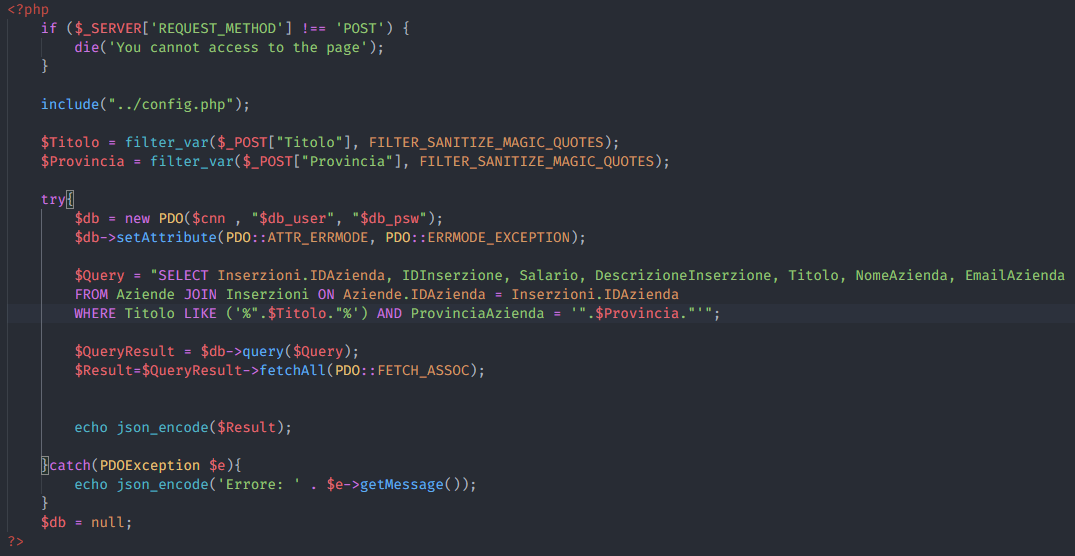 <?php
    if ($_SERVER['REQUEST_METHOD'] !== 'POST') {
        die('You cannot access to the page');
    }
    include("../config.php");
    $Titolo = filter_var($_POST["Titolo"], FILTER_SANITIZE_MAGIC_QUOTES);
    $Provincia = filter_var($_POST["Provincia"], FILTER_SANITIZE_MAGIC_QUOTES);
    try{
        $db = new PDO($cnn , "$db_user", "$db_psw");
        $db->setAttribute(PDO::ATTR_ERRMODE, PDO::ERRMODE_EXCEPTION);
        $Query = "SELECT Inserzioni.IDAzienda, IDInserzione, Salario, DescrizioneInserzione, Titolo, NomeAzienda, EmailAzienda
        FROM Aziende JOIN Inserzioni ON Aziende.IDAzienda = Inserzioni.IDAzienda
        WHERE Titolo LIKE ('%".$Titolo."%') AND ProvinciaAzienda = '".$Provincia."'";
        $QueryResult = $db->query($Query);
        $Result=$QueryResult->fetchAll(PDO::FETCH_ASSOC);
        echo json_encode($Result);
    }catch(PDOException $e){
        echo json_encode('Errore: ' . $e->getMessage());
    }
    $db = null;
?>